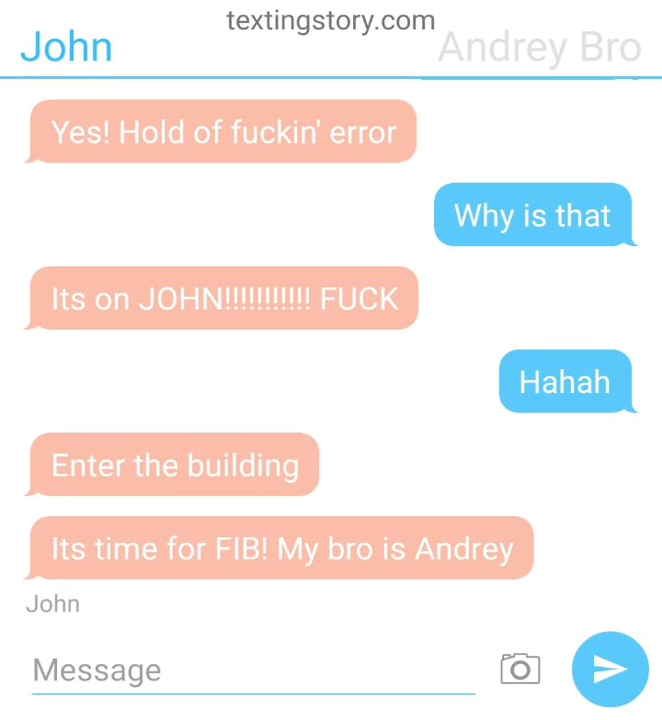 textingstory.com
John
Andrey Bro
Yes! Hold of fuckin' error
Why is that
Its on JOHN!!!!!!!!!!! FUCK
Hahah
Enter the building
Its time for FIB! My bro is Andrey
John
Message